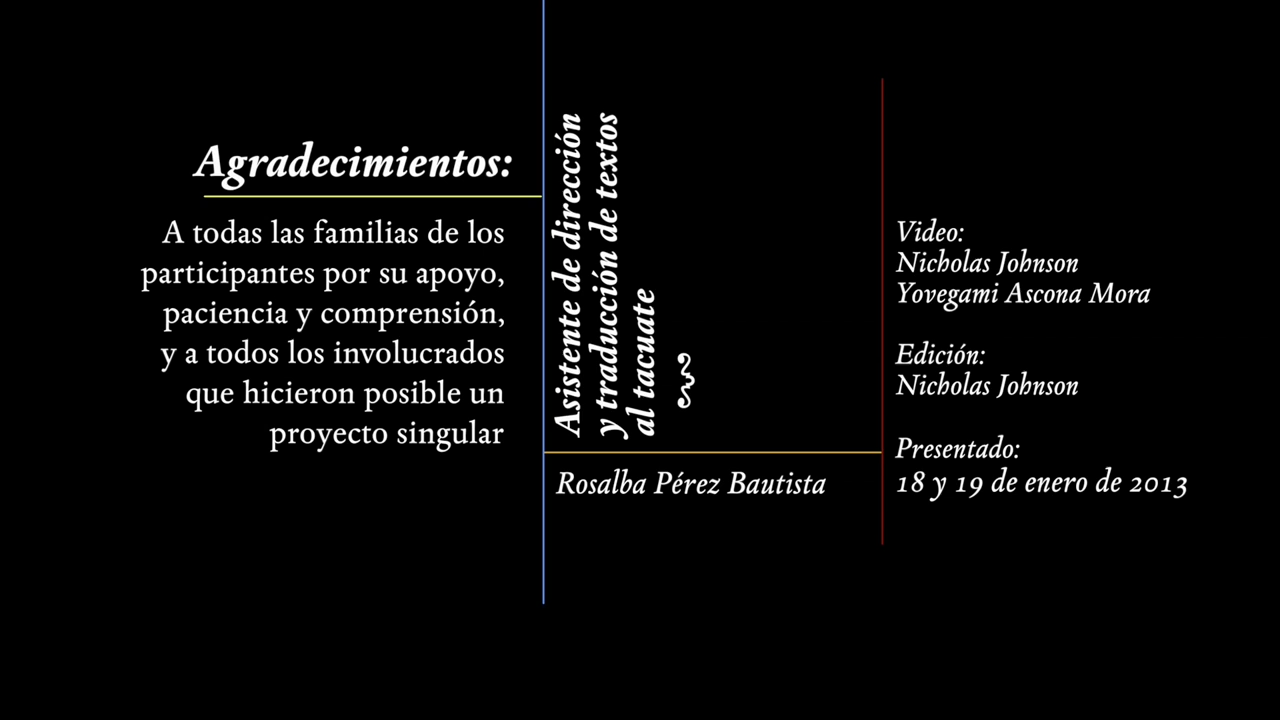 Agradecimientos:
A todas las familias de los
participantes por su apoyo,
paciencia y comprensión,
y a todos los involucrados
que hicieron posible un
proyecto singular
Asistente de dirección
y traducción de textos
al tacuate
Rosalba Pérez Bautista
Video:
Nicholas Johnson
Yovegami Ascona Mora
Edición:
Nicholas Johnson
Presentado:
18 y 19 de enero de 2013